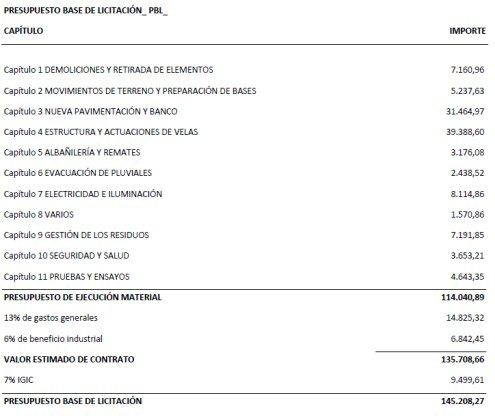 PRESUPUESTO BASE DE LICITACIÓN_ PBL_
CAPÍTULO IMPORTE
Capítulo 1 DEMOLICIONES Y RETIRADA DE ELEMENTOS 7.160,96
Capítulo 2 MOVIMIENTOS DE TERRENO Y PREPARACIÓN DE BASES 5.237,63
Capítulo 3 NUEVA PAVIMENTACIÓN Y BANCO 31.464,97
Capítulo 4 ESTRUCTURA Y ACTUACIONES DE VELAS 39.388,60
Capítulo 5 ALBAÑILERÍA Y REMATES 3.176,08
Capítulo 6 EVACUACIÓN DE PLUVIALES 2.438,52
Capítulo 7 ELECTRICIDAD E ILUMINACIÓN 8.114,86
Capítulo 8 VARIOS 1.570,86
Capítulo 9 GESTIÓN DE LOS RESIDUOS 7.191,85
Capítulo 10 SEGURIDAD Y SALUD 3.653,21
Capítulo 11 PRUEBAS Y ENSAYOS 4.643,35
PRESUPUESTO DE EJECUCIÓN MATERIAL 114.040,89
13% de gastos generales 14.825,32
6% de beneficio industrial 6.842,45
VALOR ESTIMADO DE CONTRATO 135.708,66
7% IGIC 9.499,61
PRESUPUESTO BASE DE LICITACIÓN 145.208,27